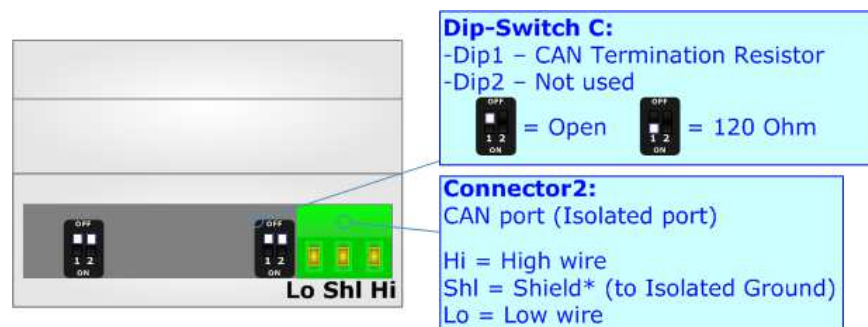 Dip-Switch C:
-Dip1 – CAN Termination Resistor
-Dip2 – Not used
OFF
1 2
ON
= Open
OFF
1 2
ON
= 120 Ohm
Connector2:
CAN port (Isolated port)
Hi = High wire
Shl = Shield* (to Isolated Ground)
Lo = Low wire
OFF
1 2
ON
OFF
1 2
ON
Lo Shl Hi